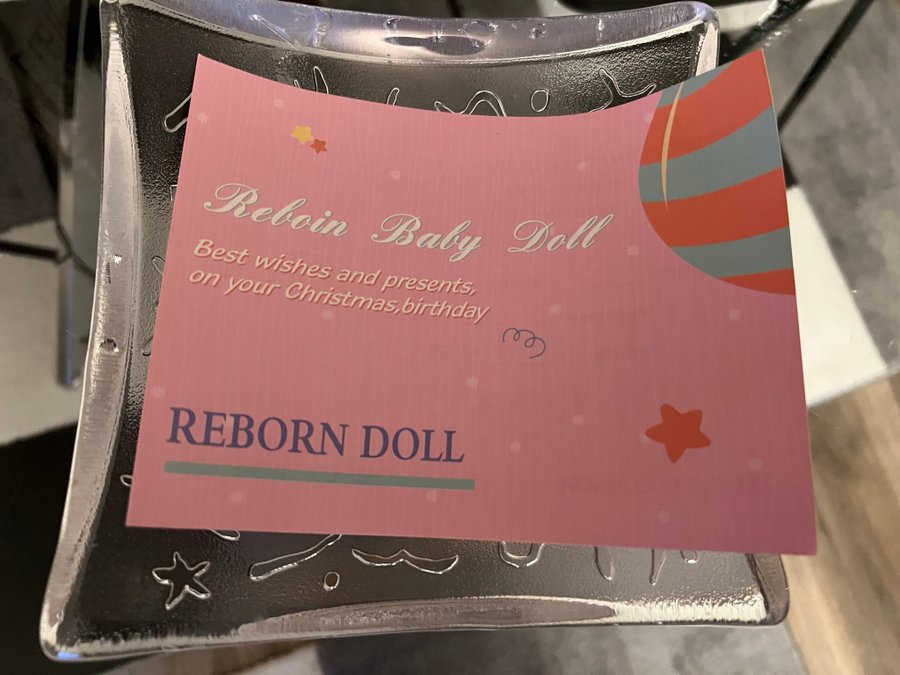 Reboin Baby Doll
Best wishes and presents,
on your Christmas,birthday
REBORN DOLL